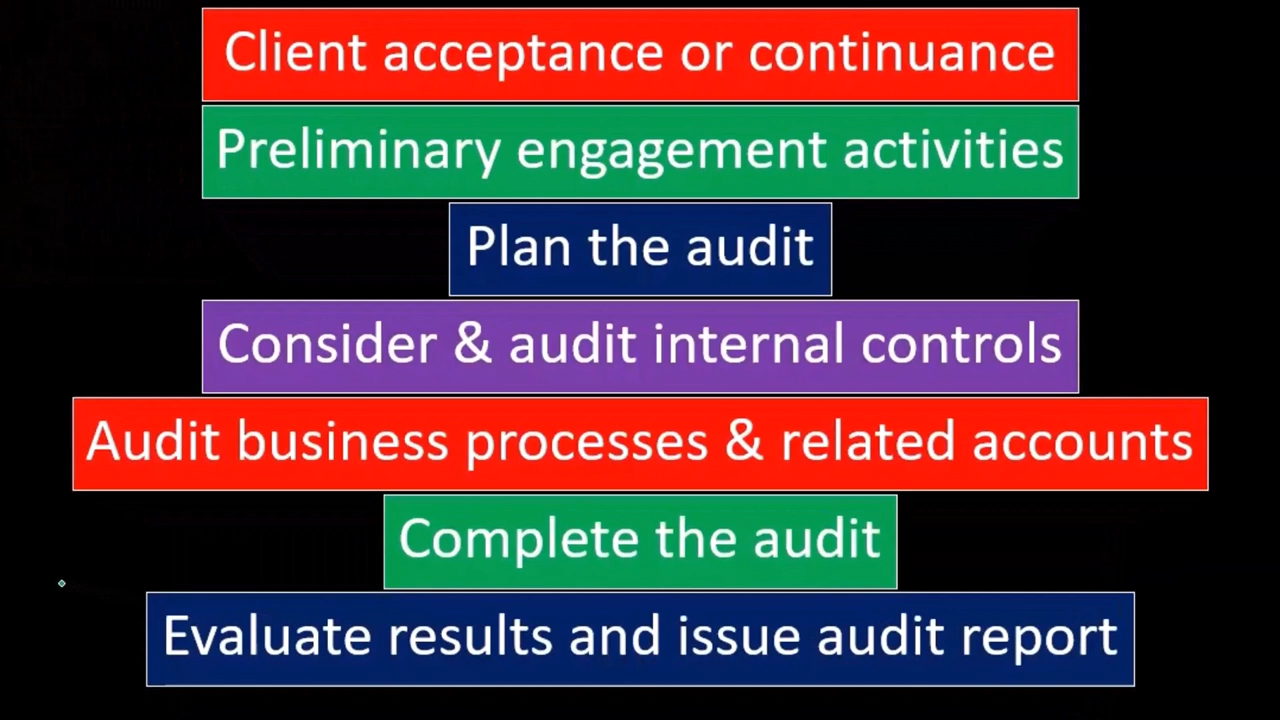 Client acceptance or continuance
Preliminary engagement activities
Plan the audit
Consider & audit internal controls
Audit business processes & related accounts
Complete the audit
Evaluate results and issue audit report